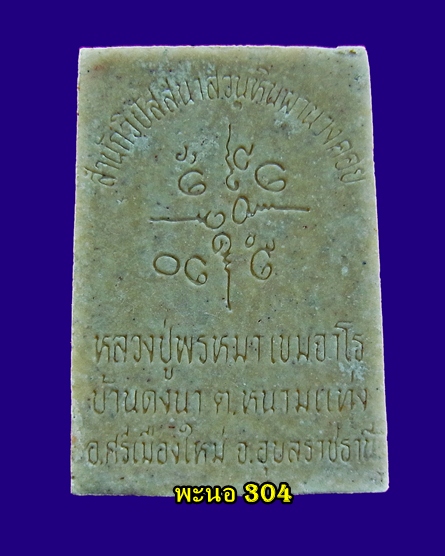 สำนักวิปัสสนาสวนหินผานางคอย
หลวงปู่พรหมา เขมจาโร
บ้านดงนา ต.หนามแท่ง
อ.ศรีเมืองใหม่ จ.อุบลราชธานี
พะนอ 304